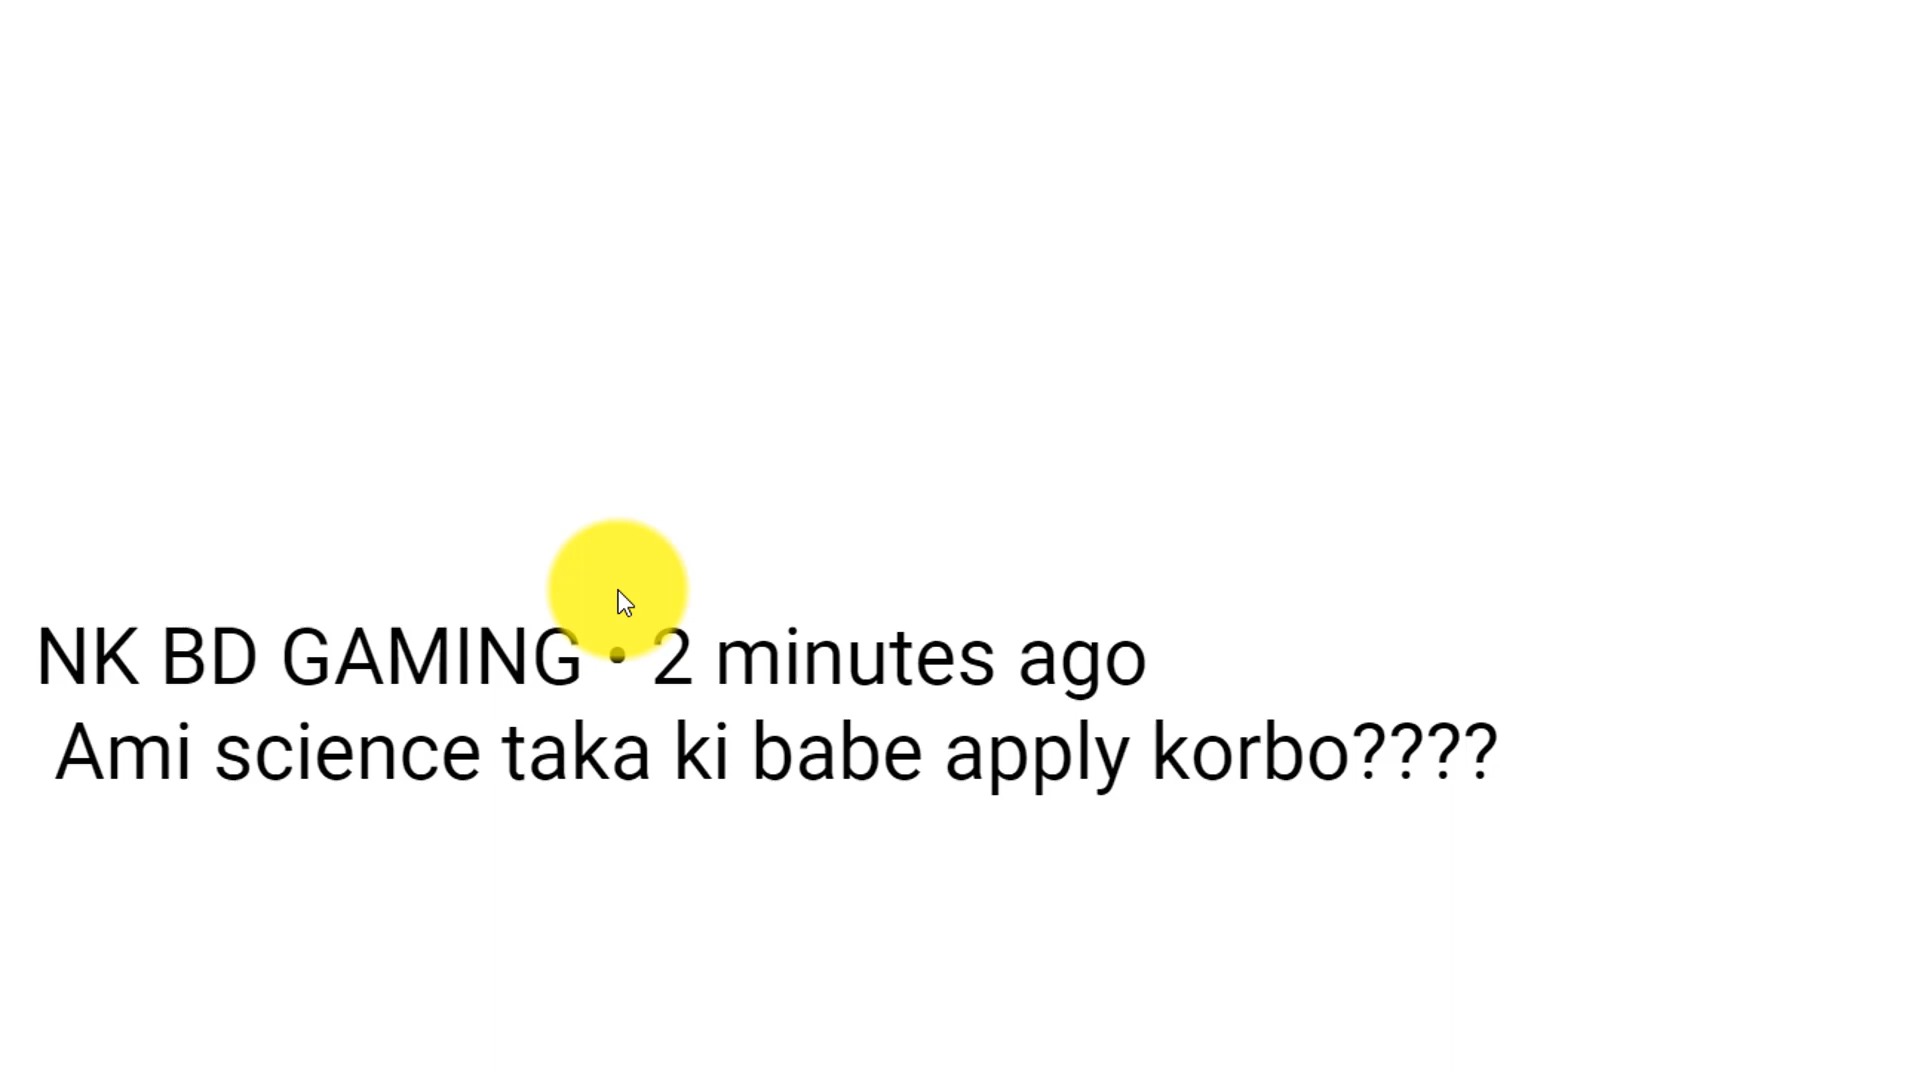 NK BD GAMING • 2 minutes ago
Ami science taka ki babe apply korbo????